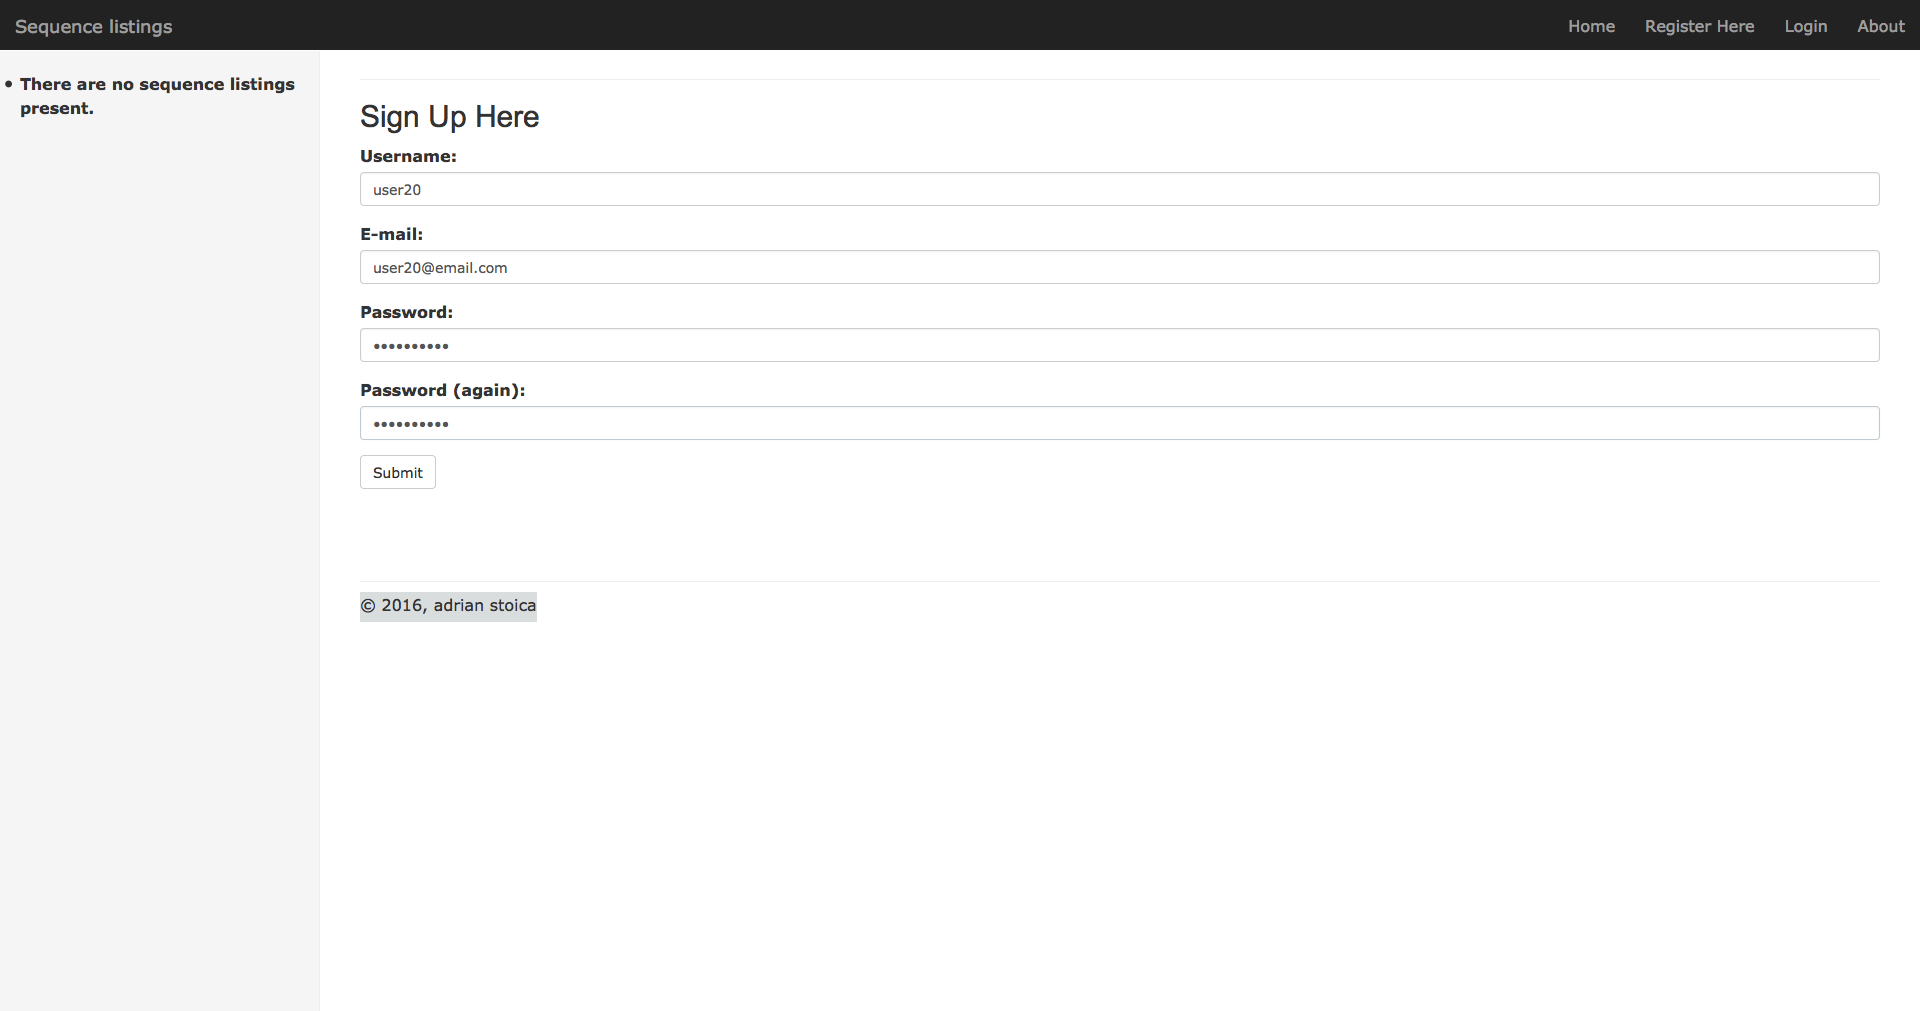 Sequence listings
Home Register Here Login About
• There are no sequence listings
present.
Sign Up Here
Username:
user20
E-mail:
user20@email.com
Password:
••••••••••
Password (again):
••••••••••
Submit
© 2016, adrian stoica